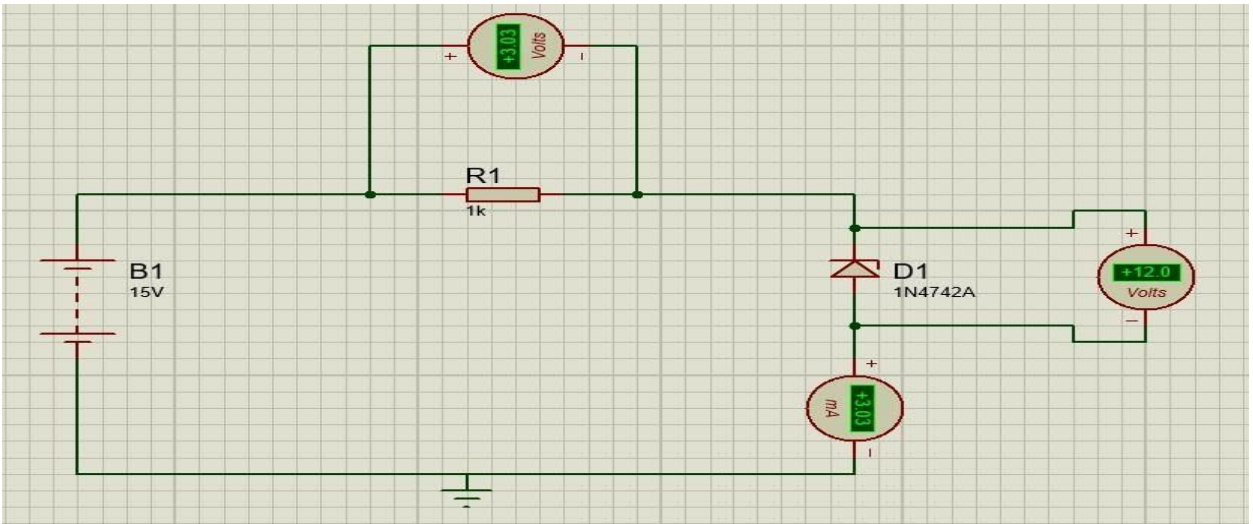 +3.03
Volts
+ -
R1
1k
B1
15V
D1
1N4742A
+
+12.0
Volts
-
+
mA
+3.03
-